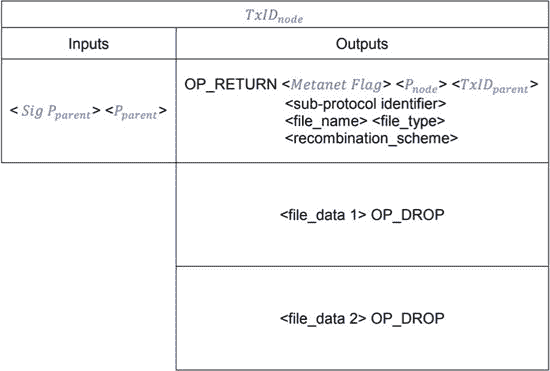 TxID_node
Inputs
Outputs
< Sig P_parent > < P_parent >
OP_RETURN < Metanet Flag > < P_node > < TxID_parent >
<sub-protocol identifier>
<file_name> <file_type>
<recombination_scheme>
<file_data 1> OP_DROP
<file_data 2> OP_DROP